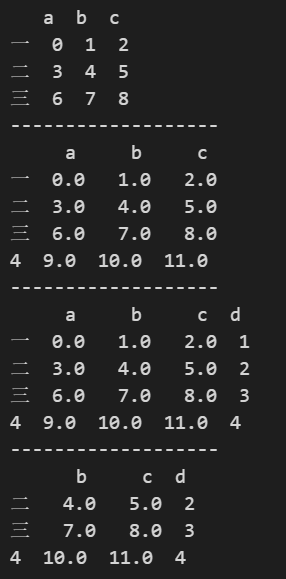 a b c
一 0 1 2
二 3 4 5
三 6 7 8
-------------------
a b c
一 0.0 1.0 2.0
二 3.0 4.0 5.0
三 6.0 7.0 8.0
4 9.0 10.0 11.0
-------------------
a b c d
一 0.0 1.0 2.0 1
二 3.0 4.0 5.0 2
三 6.0 7.0 8.0 3
4 9.0 10.0 11.0 4
-------------------
b c d
二 4.0 5.0 2
三 7.0 8.0 3
4 10.0 11.0 4